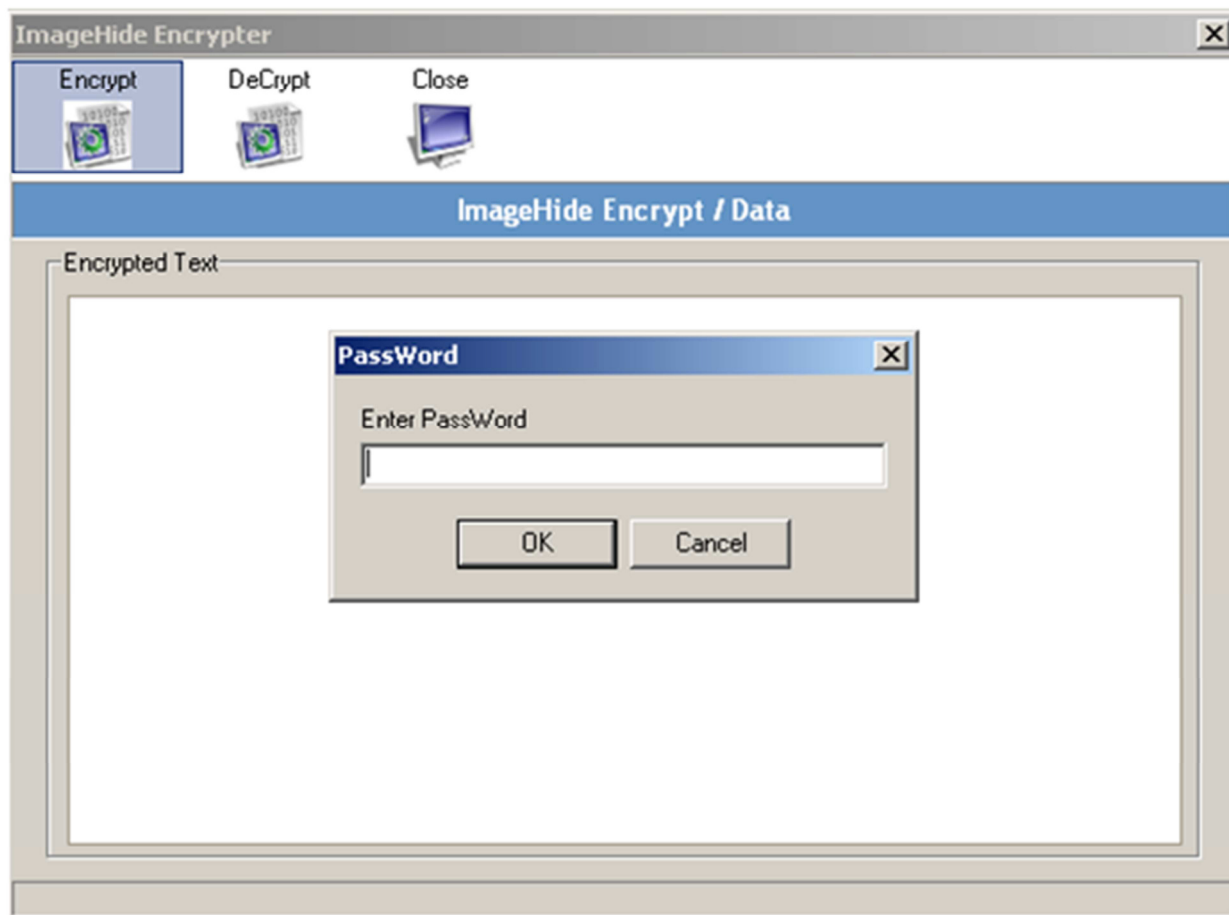 ImageHide Encrypter
Encrypt DeCrypt Close
ImageHide Encrypt / Data
Encrypted Text
PassWord
Enter PassWord
OK Cancel